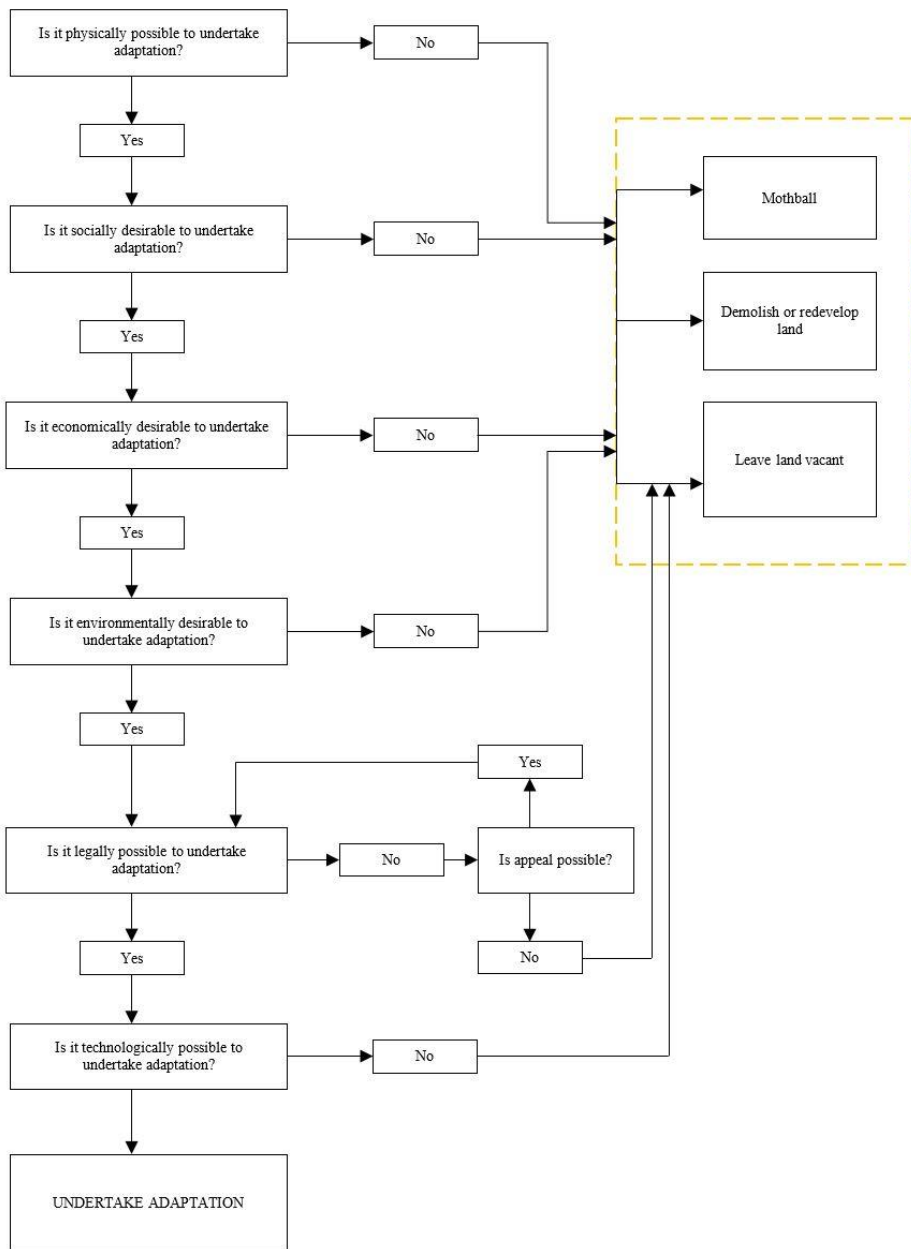 Is it physically possible to undertake
adaptation?
No
Yes
Mothball
Is it socially desirable to undertake
adaptation?
No
Demolish or redevelop
land
Yes
Is it economically desirable to undertake
adaptation?
No
Leave land vacant
Yes
Is it environmentally desirable to
undertake adaptation?
No
Yes
Yes
Is it legally possible to undertake
adaptation?
No
Is appeal possible?
Yes
No
Is it technologically possible to
undertake adaptation?
No
UNDERTAKE ADAPTATION